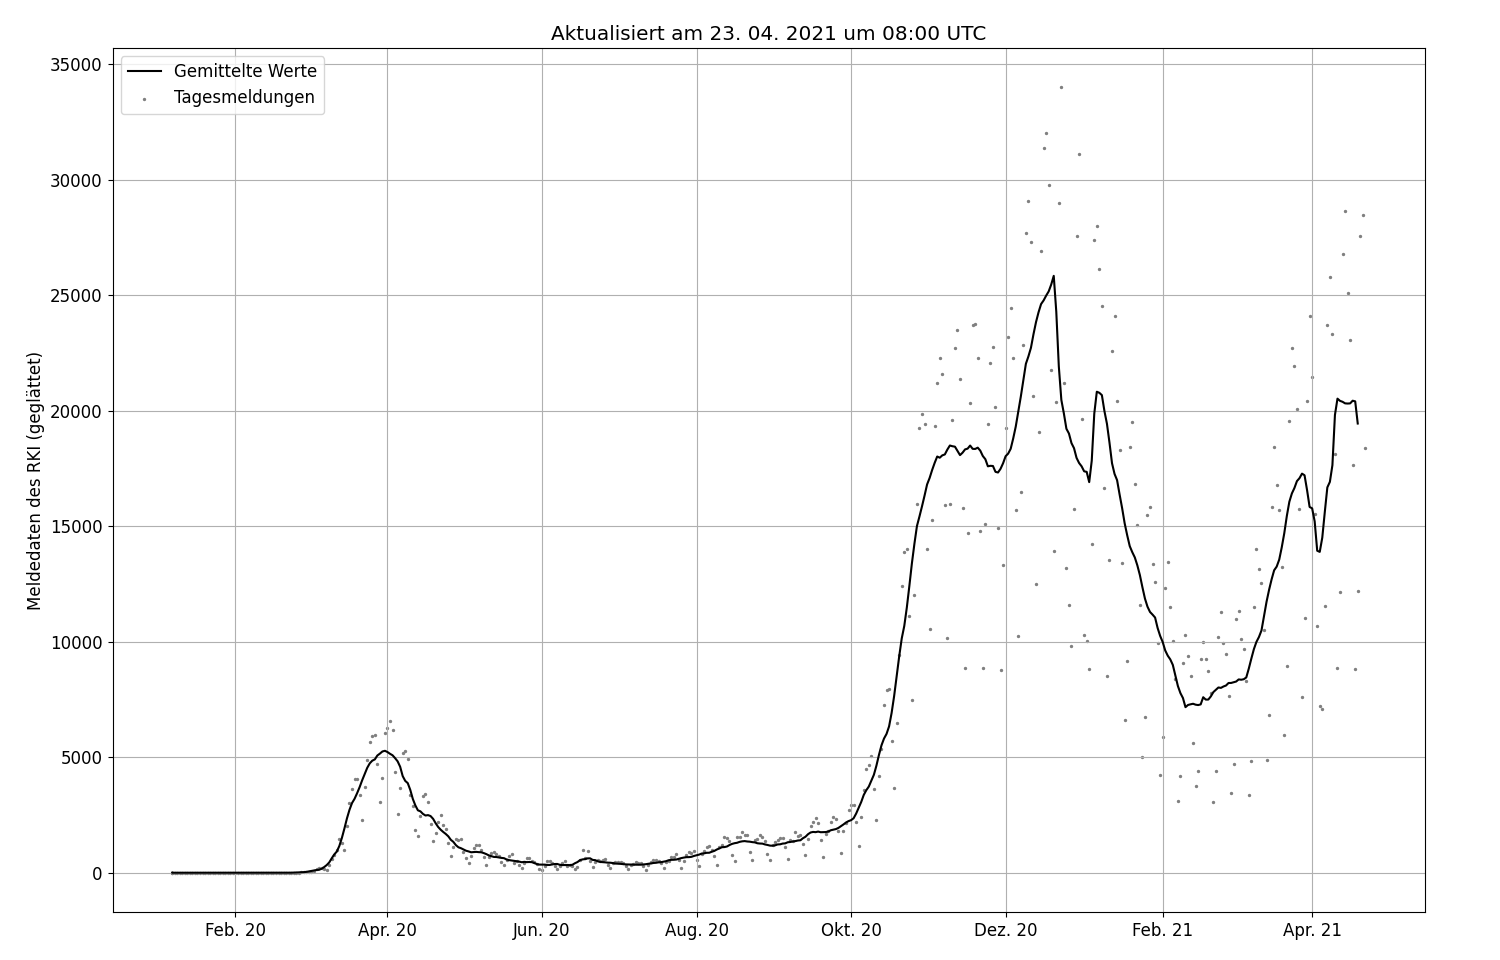 Aktualisiert am 23. 04. 2021 um 08:00 UTC
Gemittelte Werte
Tagesmeldungen
Meldedaten des RKI (geglättet)
35000
30000
25000
20000
15000
10000
5000
0
Feb. 20 Apr. 20 Jun. 20 Aug. 20 Okt. 20 Dez. 20 Feb. 21 Apr. 21